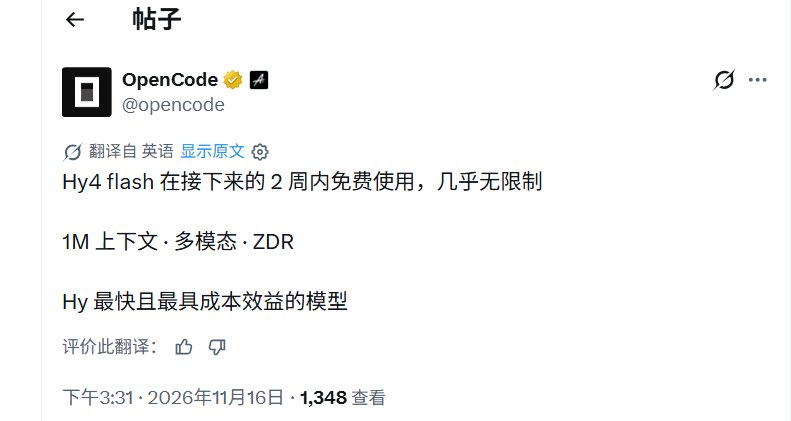 帖子
OpenCode
@opencode
翻译自 英语 显示原文
Hy4 flash 在接下来的 2 周内免费使用，几乎无限制
1M 上下文 · 多模态 · ZDR
Hy 最快且最具成本效益的模型
评价此翻译：
下午3:31 · 2026年11月16日 · 1,348 查看